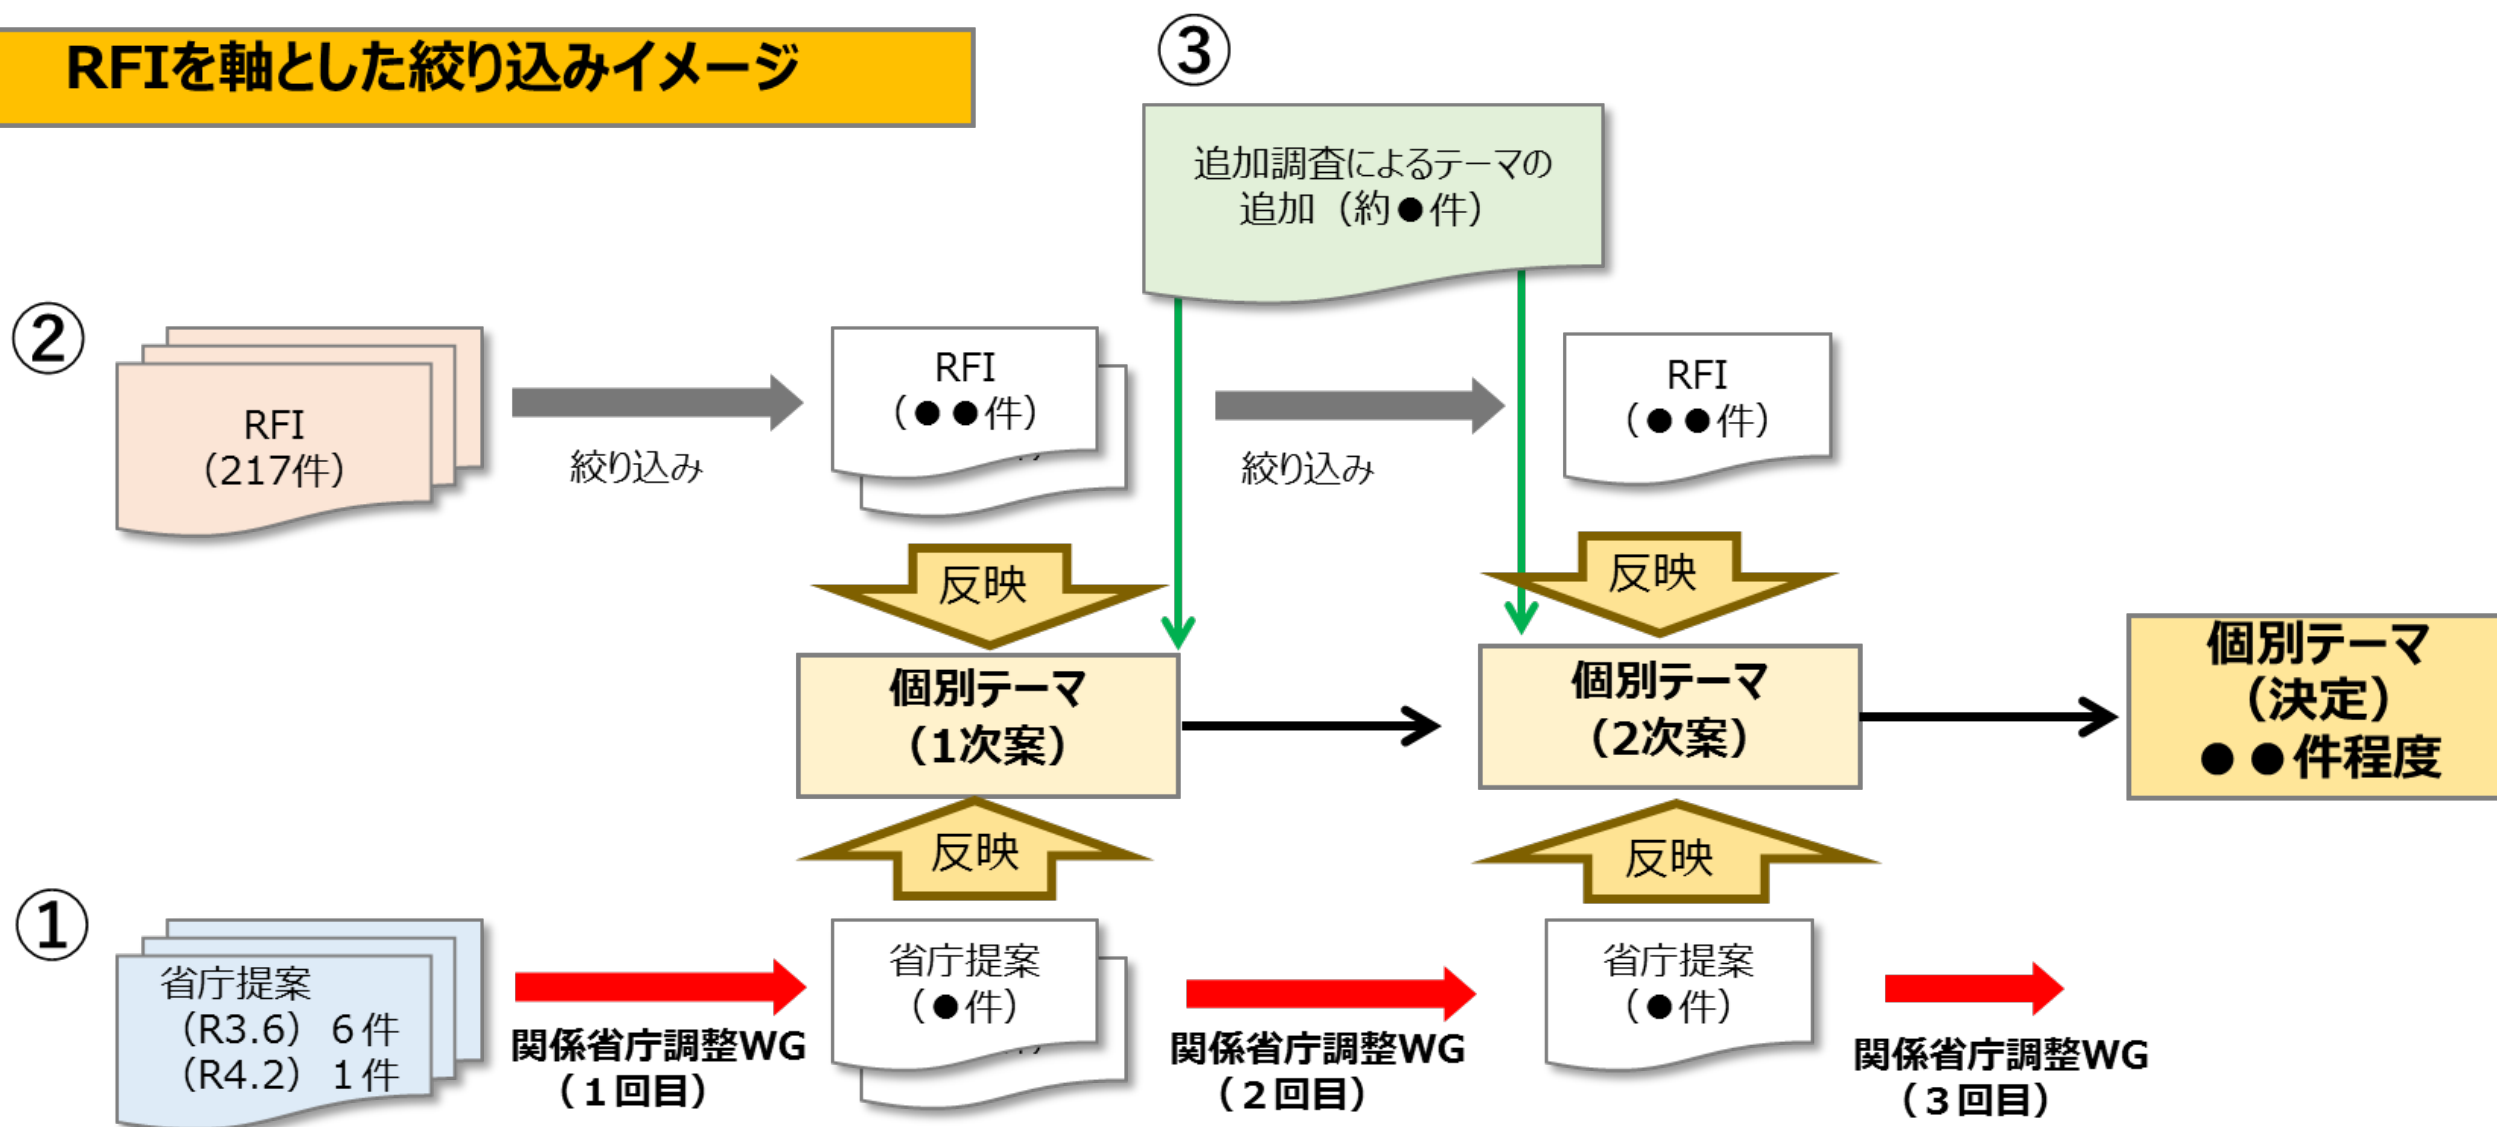 RFIを軸とした絞り込みイメージ
③
追加調査によるテーマの
追加（約●件）
②
RFI
（217件）
絞り込み
RFI
（●●件）
絞り込み
RFI
（●●件）
反映
反映
個別テーマ
（1次案）
個別テーマ
（2次案）
個別テーマ
（決定）
●●件程度
反映
反映
①
省庁提案
（R3.6）６件
（R4.2）１件
関係省庁調整WG
（１回目）
省庁提案
（●件）
関係省庁調整WG
（２回目）
省庁提案
（●件）
関係省庁調整WG
（３回目）